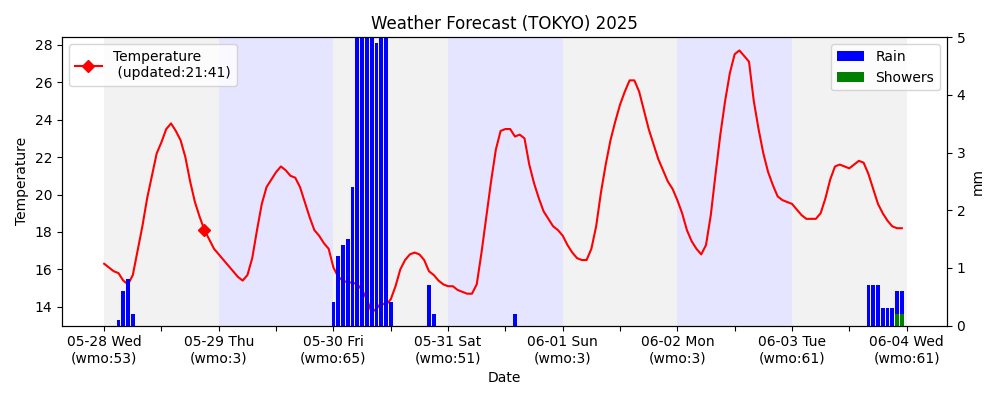 Weather Forecast (TOKYO) 2025
Temperature
(updated:21:41)
Rain
Showers
28
26
24
22
20
18
16
14
Temperature
5
4
3
2
1
0
mm
05-28 Wed
(wmo:53)
05-29 Thu
(wmo:3)
05-30 Fri
(wmo:65)
05-31 Sat
(wmo:51)
06-01 Sun
(wmo:3)
06-02 Mon
(wmo:3)
06-03 Tue
(wmo:61)
06-04 Wed
(wmo:61)
Date